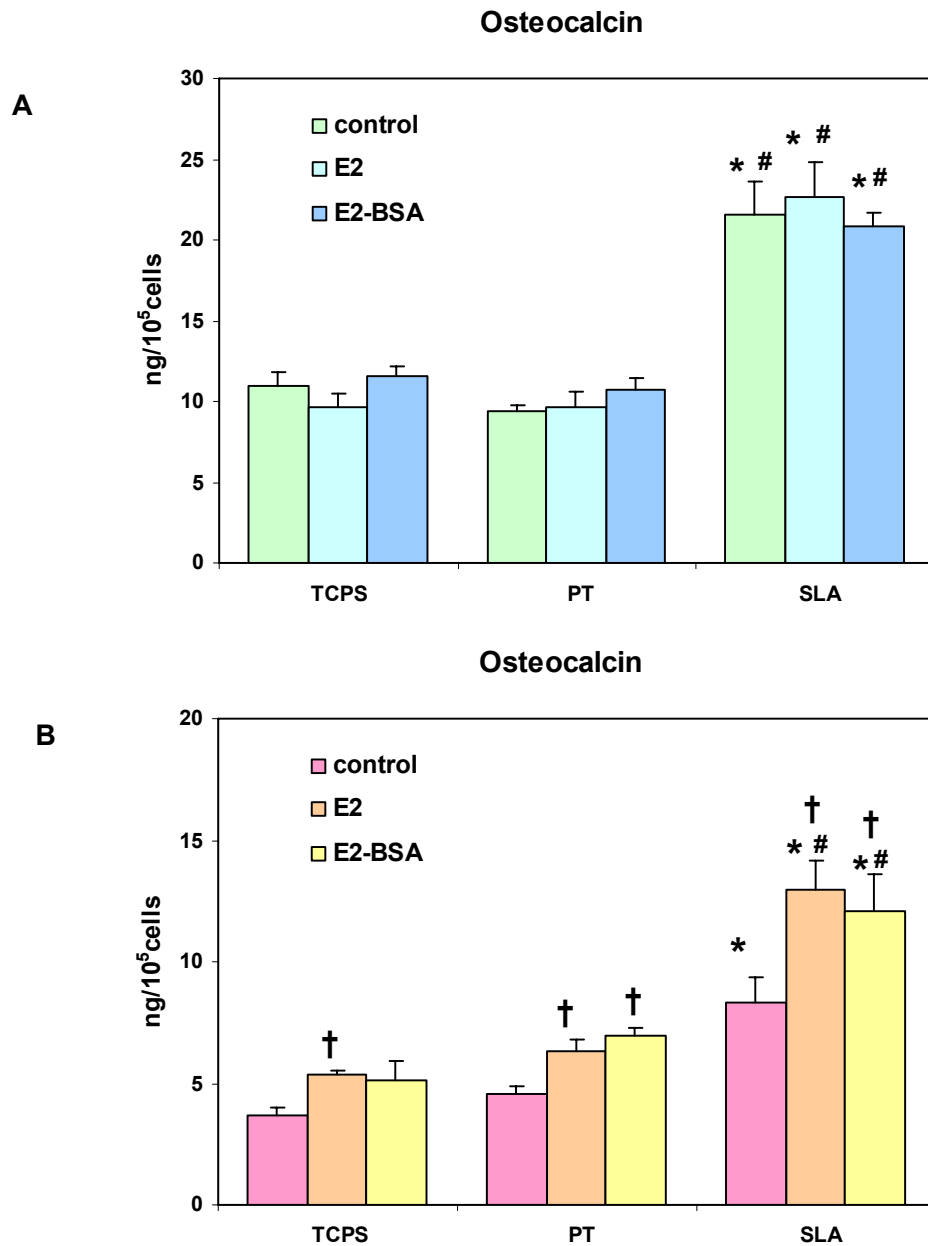 Osteocalcin
A
30
25
20
15
10
5
0
ng/10⁵cells
control
E2
E2-BSA
* #
* #
*#
TCPS PT SLA
Osteocalcin
B
20
15
10
5
0
ng/10⁵cells
control
E2
E2-BSA
†
†
†
*
†
* #
†
*#
TCPS PT SLA